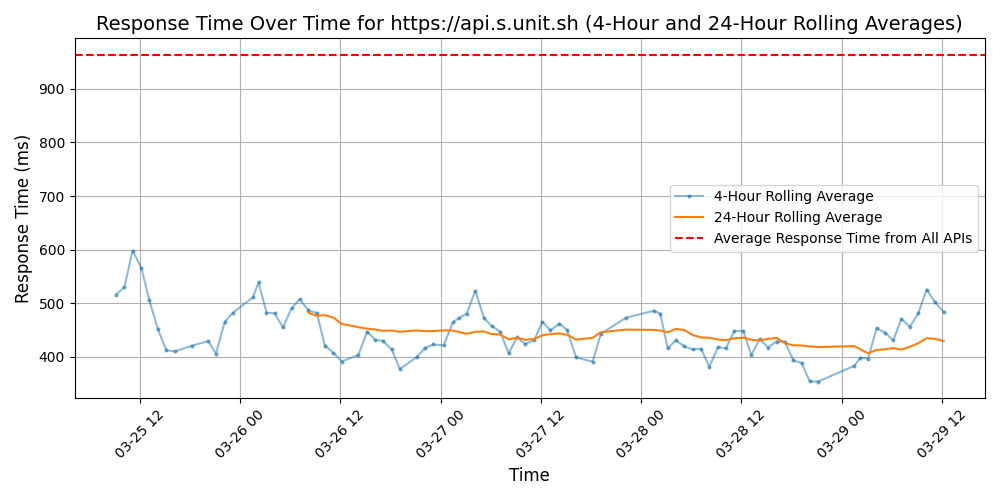 Response Time Over Time for https://api.s.unit.sh (4-Hour and 24-Hour Rolling Averages)
Response Time (ms)
900
800
700
600
500
400
4-Hour Rolling Average
24-Hour Rolling Average
Average Response Time from All APIs
03-25 12
03-26 00
03-26 12
03-27 00
03-27 12
03-28 00
03-28 12
03-29 00
03-29 12
Time